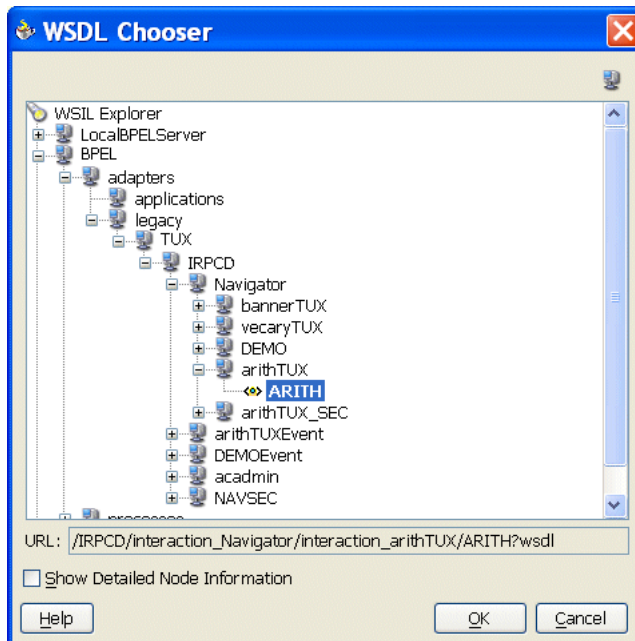 WSDL Chooser
WSIL Explorer
LocalBPELServer
BPEL
adapters
applications
legacy
TUX
IRPCD
Navigator
bannerTUX
vecaryTUX
DEMO
arithTUX
ARITH
arithTUX_SEC
arithTUXEvent
DEMOEvent
acadmin
NAVSEC
URL: /IRPCD/interaction_Navigator/interaction_arithTUX/ARITH?wsdl
Show Detailed Node Information
Help OK Cancel